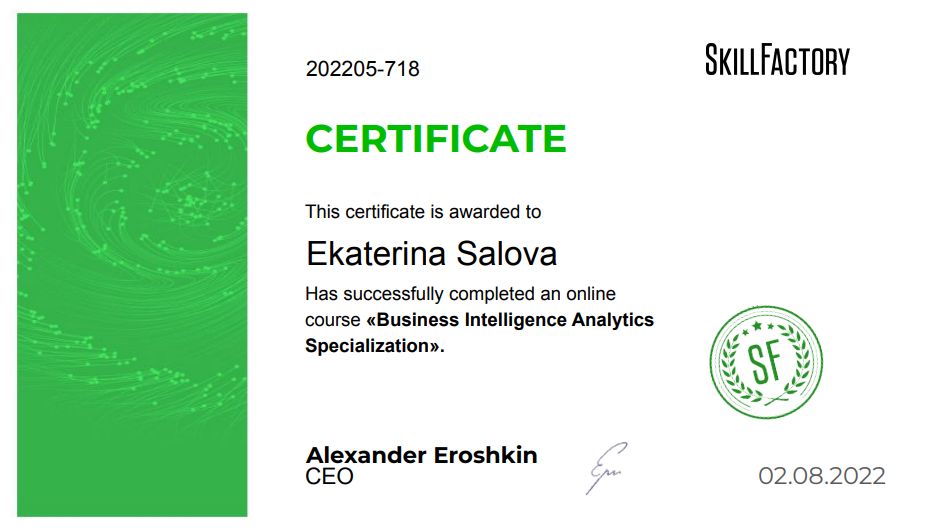 202205-718
SKILLFACTORY
CERTIFICATE
This certificate is awarded to
Ekaterina Salova
Has successfully completed an online
course «Business Intelligence Analytics
Specialization».
SF
Alexander Eroshkin
CEO
02.08.2022